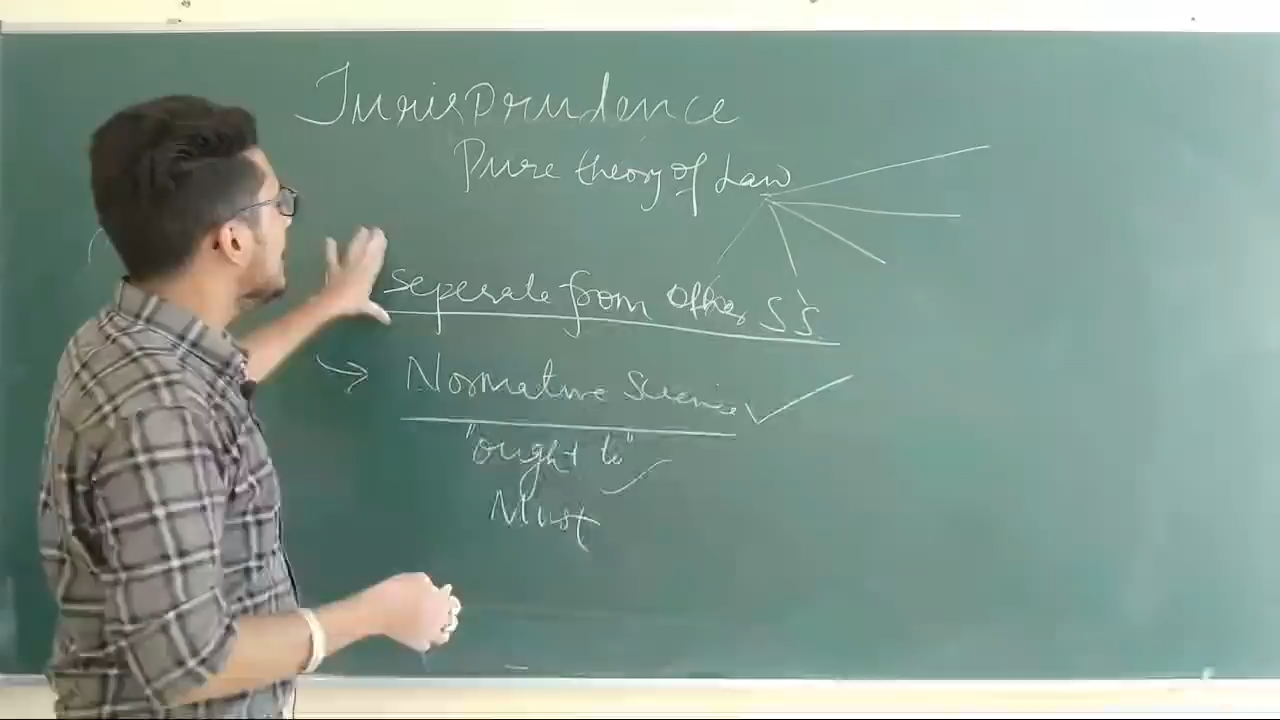 Jurisprudence
Pure theory of Law
seperate from other S.S.
→ Normative Science ✓
"ought to"
Must